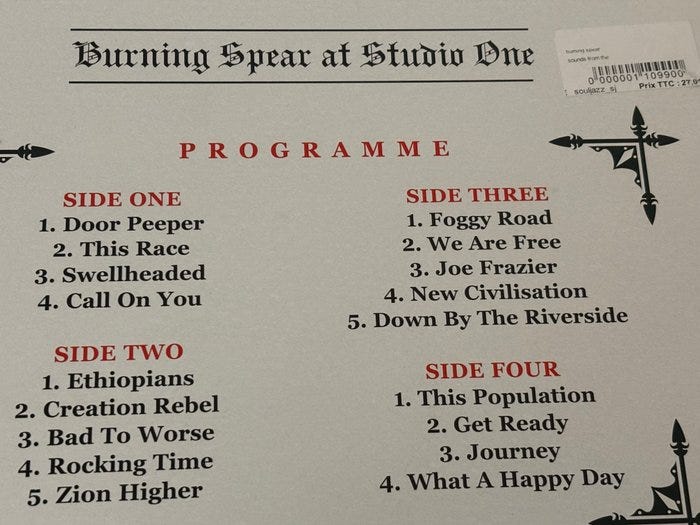 Burning Spear at Studio One
burning spear
sounds from the
0 000001 109900
souljazz_sj
Prix TTC :
PROGRAMME
SIDE ONE
1. Door Peeper
2. This Race
3. Swellheaded
4. Call On You
SIDE TWO
1. Ethiopians
2. Creation Rebel
3. Bad To Worse
4. Rocking Time
5. Zion Higher
SIDE THREE
1. Foggy Road
2. We Are Free
3. Joe Frazier
4. New Civilisation
5. Down By The Riverside
SIDE FOUR
1. This Population
2. Get Ready
3. Journey
4. What A Happy Day